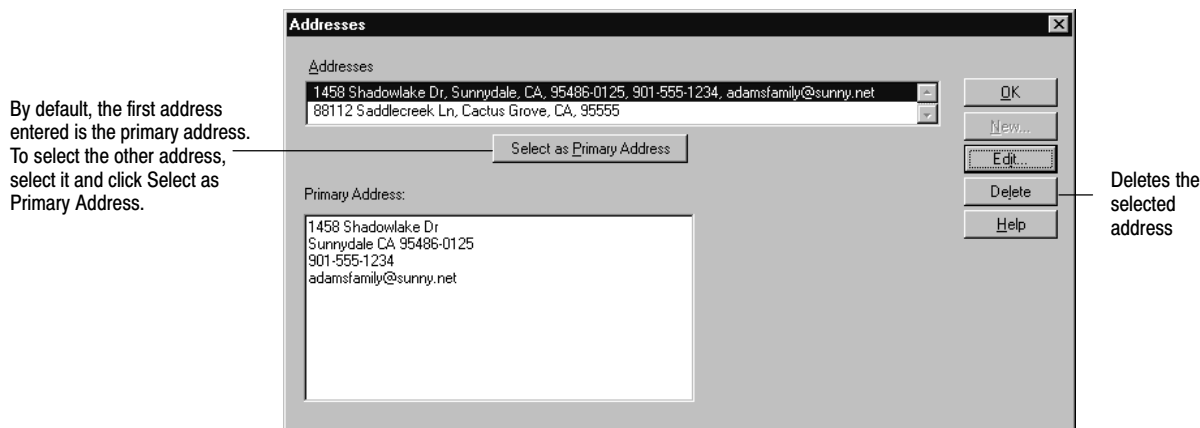 Addresses
Addresses
1458 Shadowlake Dr, Sunnydale, CA, 95486-0125, 901-555-1234, adamsfamily@sunny.net
88112 Saddlecreek Ln, Cactus Grove, CA, 95555
Select as Primary Address
Primary Address:
1458 Shadowlake Dr
Sunnydale CA 95486-0125
901-555-1234
adamsfamily@sunny.net
OK
New...
Edit...
Delete
Help
By default, the first address
entered is the primary address.
To select the other address,
select it and click Select as
Primary Address.
Deletes the
selected
address